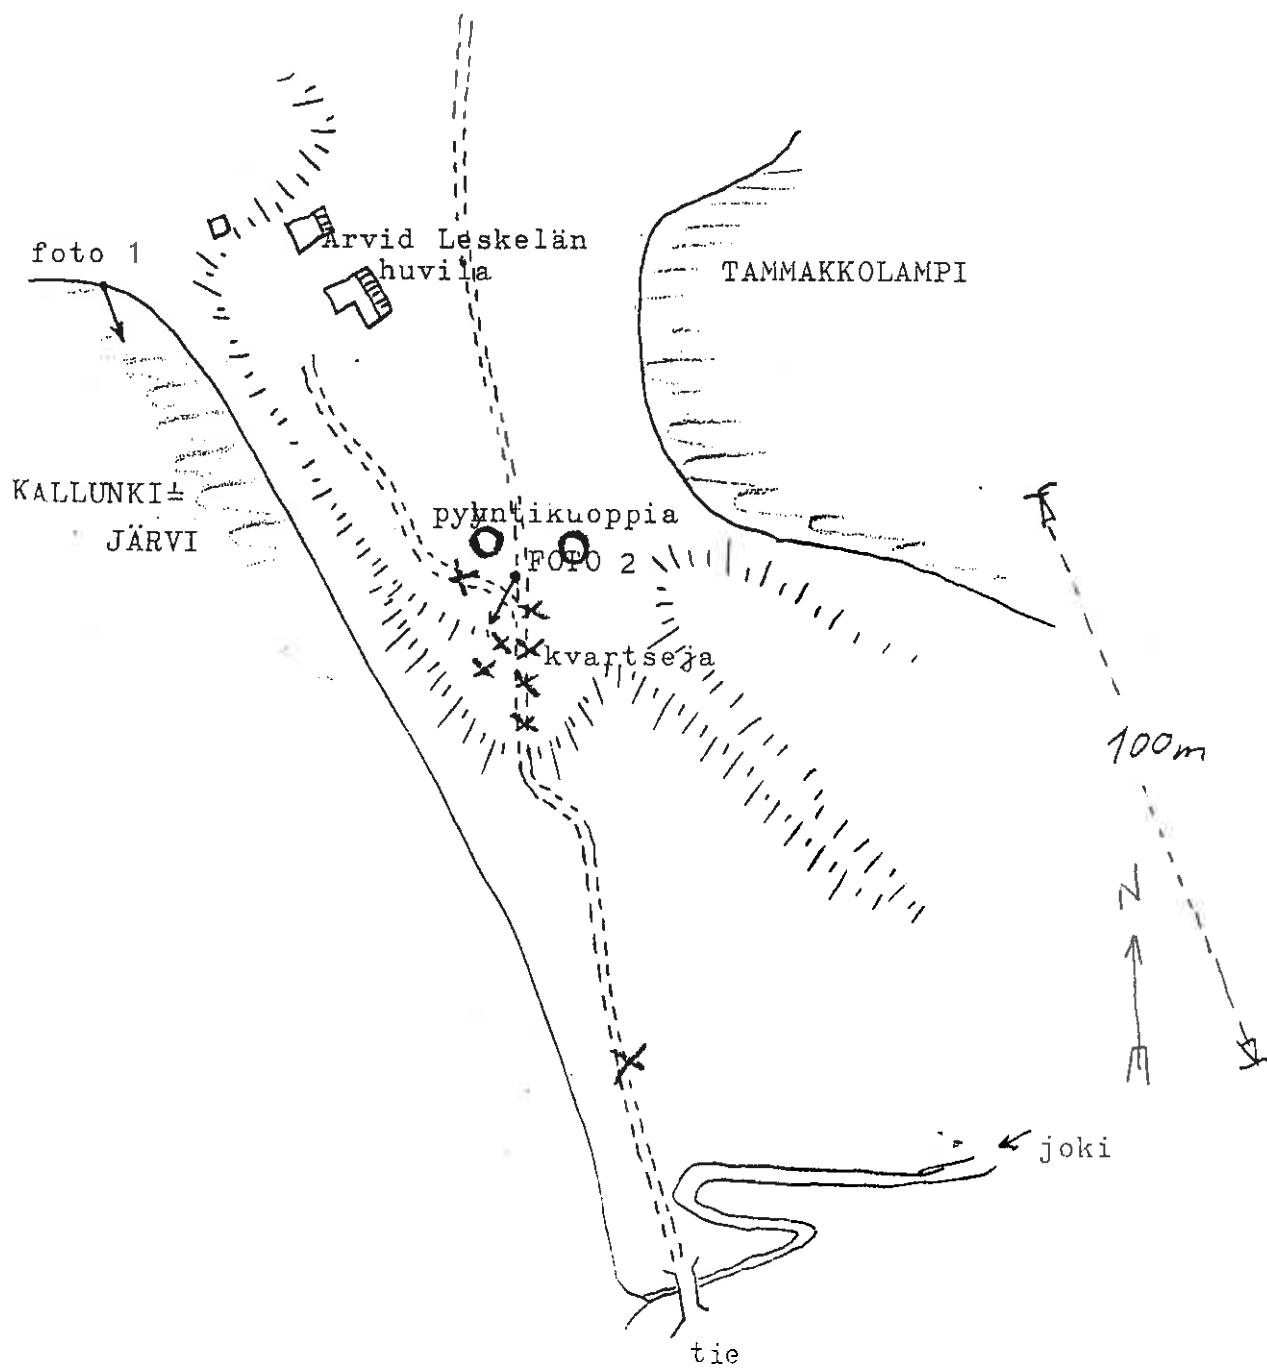 foto 1
Arvid Leskelän
huvila
TAMMAKKOLAMPI
KALLUNKI=
JÄRVI
pyyntikuoppia
FOTO 2
kvartseja
100m
N
joki
tie